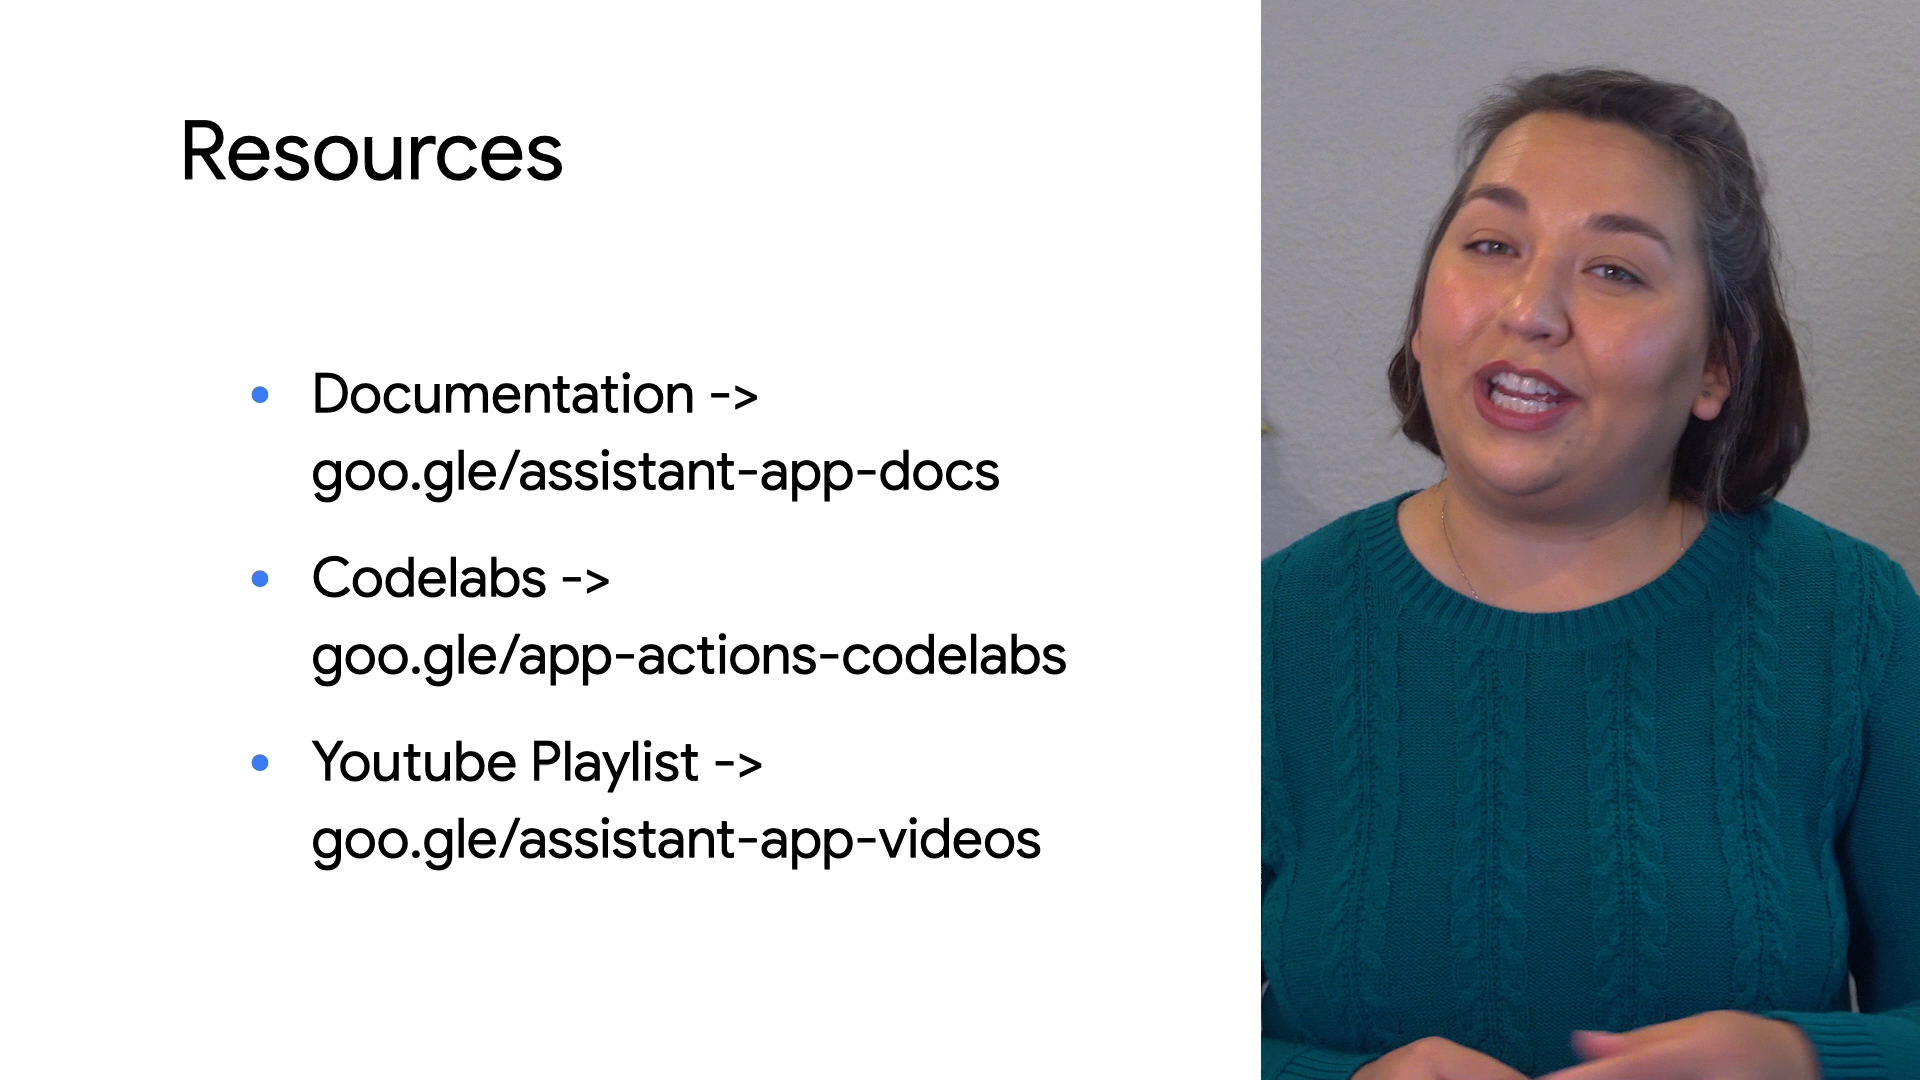 Resources
• Documentation ->
goo.gle/assistant-app-docs
• Codelabs ->
goo.gle/app-actions-codelabs
• Youtube Playlist ->
goo.gle/assistant-app-videos